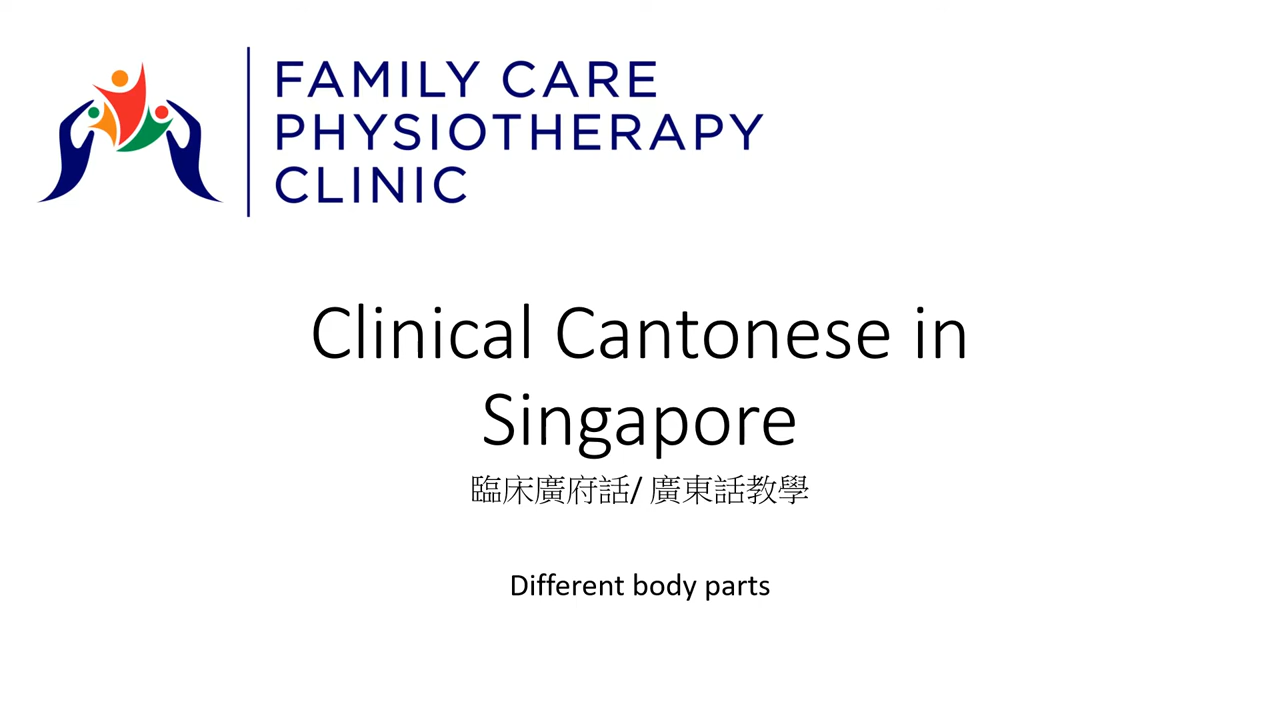 FAMILY CARE
PHYSIOTHERAPY
CLINIC
Clinical Cantonese in
Singapore
臨床廣府話/ 廣東話教學
Different body parts